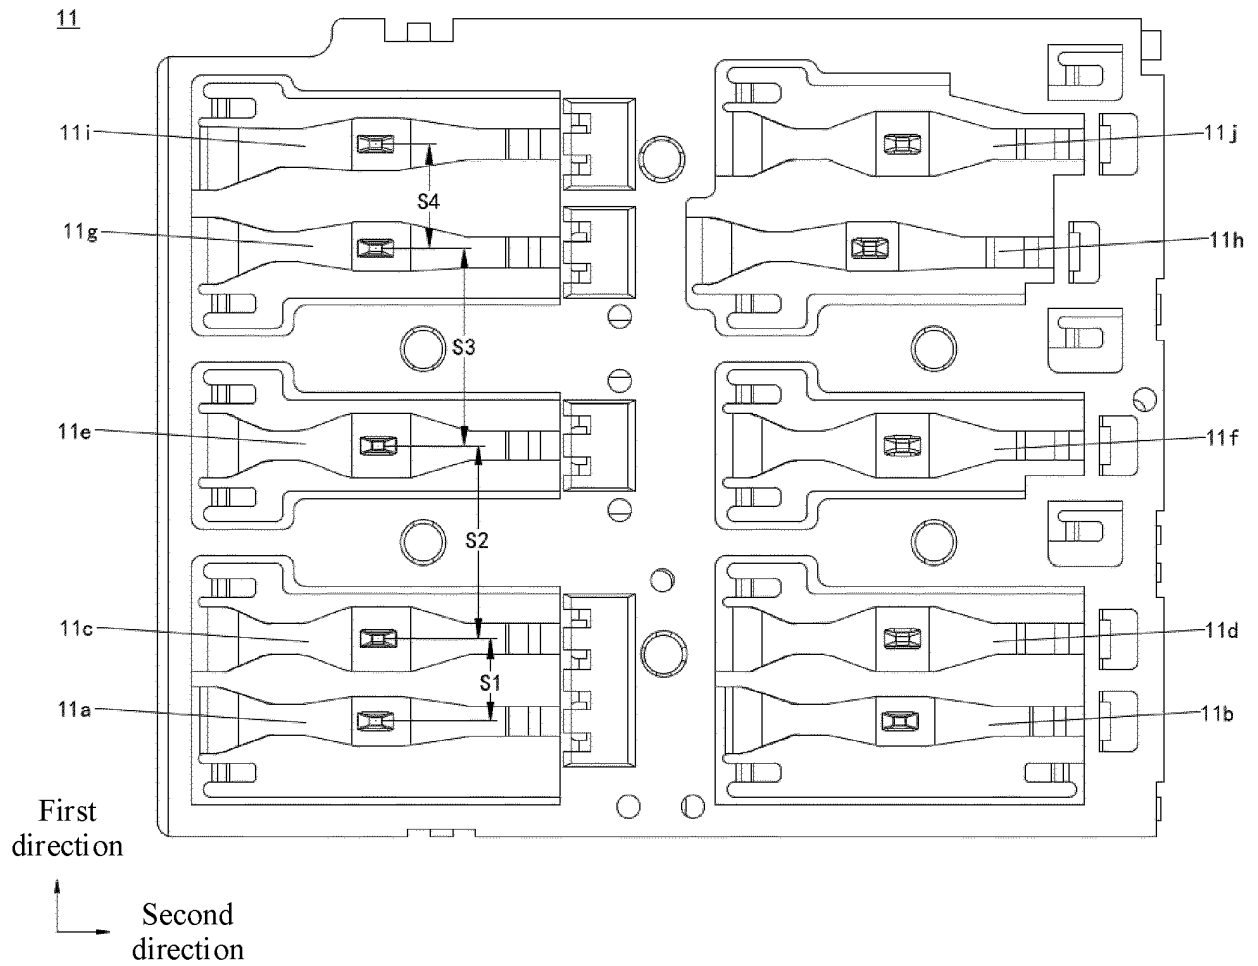 11
11i
11j
S4
11g
11h
S3
11e
11f
S2
11c
11d
S1
11a
11b
First
direction
Second
direction